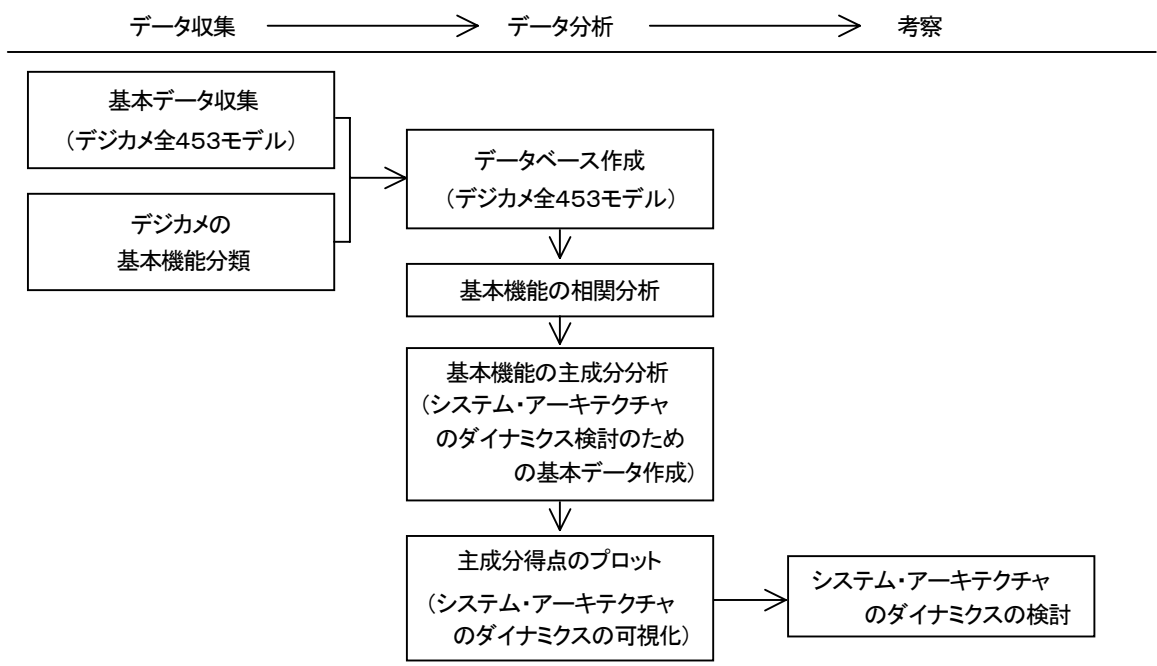 データ収集
データ分析
考察
基本データ収集
（デジカメ全453モデル）
デジカメの
基本機能分類
データベース作成
（デジカメ全453モデル）
基本機能の相関分析
基本機能の主成分分析
（システム・アーキテクチャ
のダイナミクス検討のため
の基本データ作成）
主成分得点のプロット
（システム・アーキテクチャ
のダイナミクスの可視化）
システム・アーキテクチャ
のダイナミクスの検討